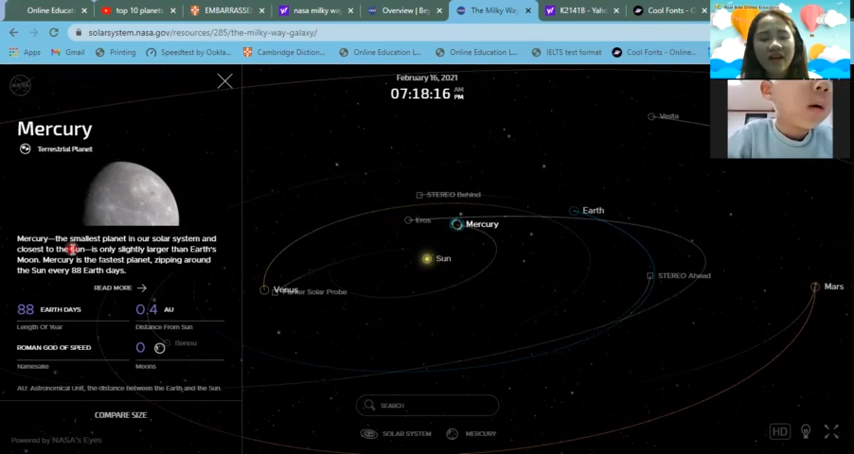 Online Educat
top 10 planets
EMBARRASSI
nasa milky wa
Overview | Be
The Milky Wa
K2141B - Yaho
Cool Fonts - O
solarsystem.nasa.gov/resources/285/the-milky-way-galaxy/
Apps
Gmail
Printing
Speedtest by Ookla...
Cambridge Diction...
Online Education L...
Online Education L...
IELTS test format
Cool Fonts - Online...
February 16, 2021
07:18:16 AM PM
NASA
Mercury
Terrestrial Planet
Mercury—the smallest planet in our solar system and
closest to the Sun—is only slightly larger than Earth's
Moon. Mercury is the fastest planet, zipping around
the Sun every 88 Earth days.
READ MORE
88 EARTH DAYS
Length Of Year
0.4 AU
Distance From Sun
ROMAN GOD OF SPEED
Namesake
0
Moons
AU: Astronomical Unit, the distance between the Earth and the Sun.
COMPARE SIZE
Powered by NASA's Eyes
Vesta
STEREO Behind
Earth
Eros
Mercury
Sun
STEREO Ahead
Venus
Parker Solar Probe
Mars
Bennu
SEARCH
SOLAR SYSTEM
MERCURY
HD